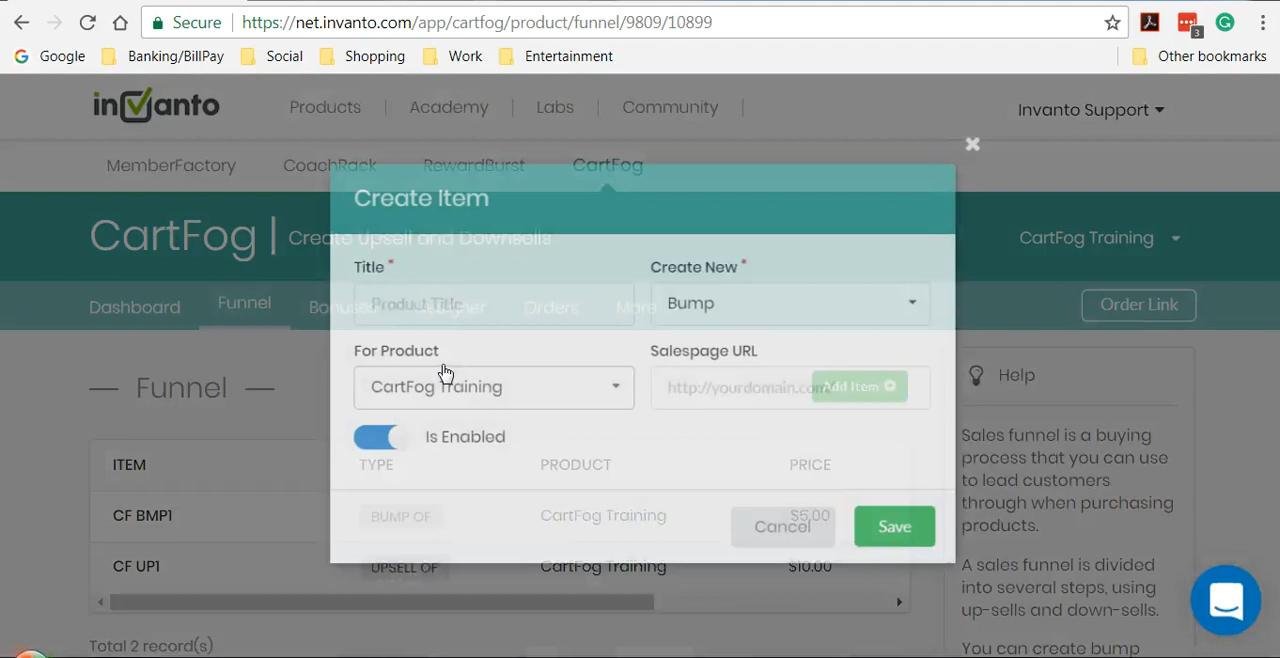 Secure https://net.invanto.com/app/cartfog/product/funnel/9809/10899
3
Google Banking/BillPay Social Shopping Work Entertainment Other bookmarks
invanto Products Academy Labs Community Invanto Support
MemberFactory CoachRack RewardBurst CartFog
Create Item
CartFog | Create Upsell and Downsells CartFog Training
Title * Create New *
Product Title Bump
Dashboard Funnel Bonuses Orders More Order Link
For Product Salespage URL
CartFog Training http://yourdomain.com Add Item
Funnel Help
Is Enabled
ITEM TYPE PRODUCT PRICE
CF BMP1 BUMP OF CartFog Training $5.00
Cancel Save
CF UP1 UPSELL OF CartFog Training $10.00
Total 2 record(s)
Sales funnel is a buying
process that you can use
to lead customers
through when purchasing
products.
A sales funnel is divided
into several steps, using
up-sells and down-sells.
You can create bump